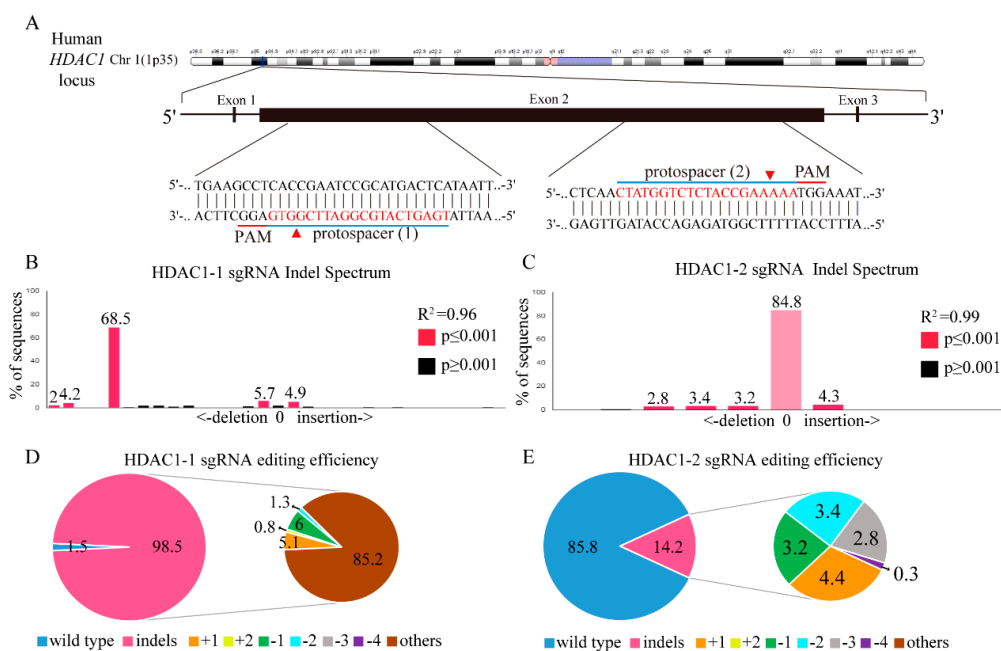 A
Human
HDAC1 Chr 1(1p35)
locus
5' Exon 1 Exon 2 Exon 3 3'
5'-.. TGAAGCCTCACCGAATCCGCATGACTCATAATT..-3'
3'-.. ACTTCGGAGTGGCTTAGGCGTACTGAGTATTAA..-5'
PAM protospacer (1)
protospacer (2) PAM
5'-.. CTCAACTATGGTCTCTACCGAAAAATGGAAAT ..-3'
3'-.. GAGTTGATACCAGAGATGGCTTTTTACCTTTA..-5'
B HDAC1-1 sgRNA Indel Spectrum
% of sequences
100
80
60
40
20
0
2 4.2 68.5 5.7 4.9
R²=0.96
p≤0.001
p≥0.001
<-deletion 0 insertion->
C HDAC1-2 sgRNA Indel Spectrum
% of sequences
100
80
60
40
20
0
2.8 3.4 3.2 84.8 4.3
R²=0.99
p≤0.001
p≥0.001
<-deletion 0 insertion->
D HDAC1-1 sgRNA editing efficiency
1.5 98.5
1.3
6
0.8
5.1
85.2
E HDAC1-2 sgRNA editing efficiency
85.8 14.2
3.4
3.2 2.8
4.4 0.3
wild type indels +1 +2 -1 -2 -3 -4 others
wild type indels +1 +2 -1 -2 -3 -4 others